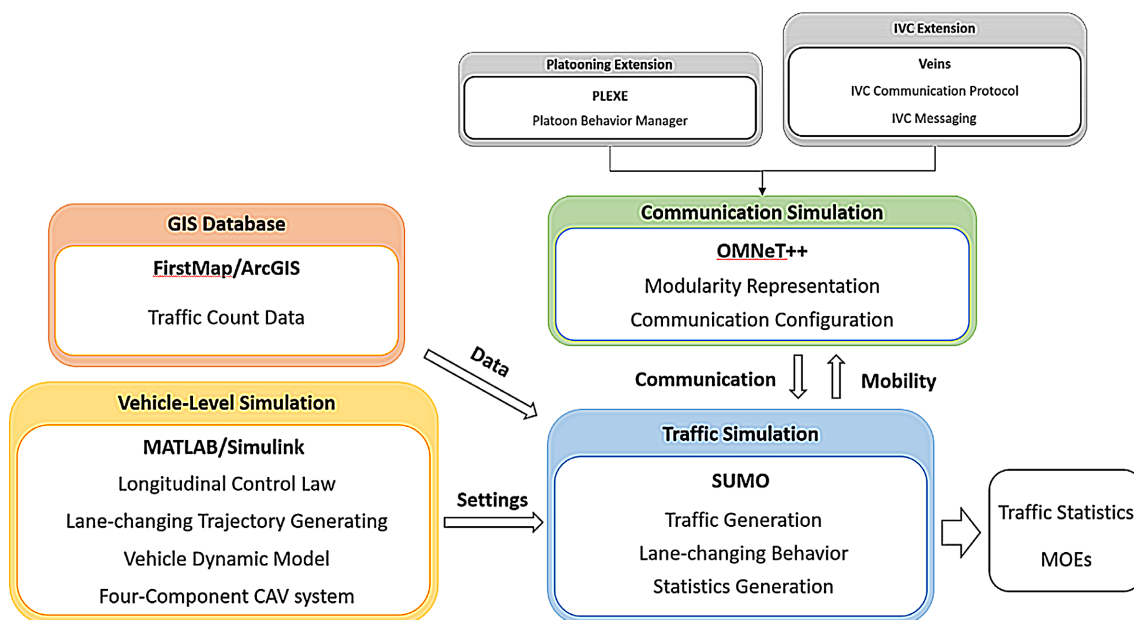 IVC Extension
Veins
IVC Communication Protocol
IVC Messaging
Platooning Extension
PLEXE
Platoon Behavior Manager
Communication Simulation
OMNeT++
Modularity Representation
Communication Configuration
GIS Database
FirstMap/ArcGIS
Traffic Count Data
Data
Communication
Mobility
Vehicle-Level Simulation
MATLAB/Simulink
Longitudinal Control Law
Lane-changing Trajectory Generating
Vehicle Dynamic Model
Four-Component CAV system
Settings
Traffic Simulation
SUMO
Traffic Generation
Lane-changing Behavior
Statistics Generation
Traffic Statistics
MOEs